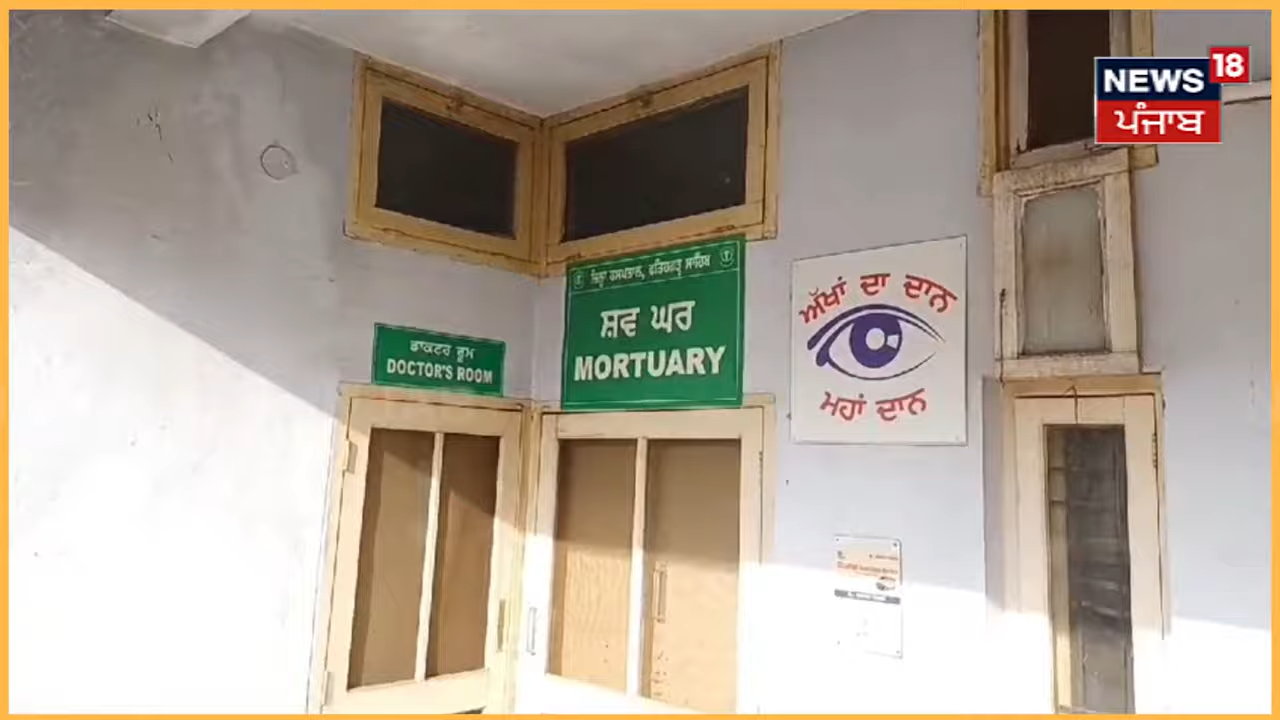 NEWS 18
ਪੰਜਾਬ
ਜ਼ਿਲ੍ਹਾ ਹਸਪਤਾਲ, ਫਤਿਹਗੜ੍ਹ ਸਾਹਿਬ
ਸ਼ਵ ਘਰ
MORTUARY
ਡਾਕਟਰ ਰੂਮ
DOCTOR'S ROOM
ਅੱਖਾਂ ਦਾ ਦਾਨ
ਮਹਾਂ ਦਾਨ